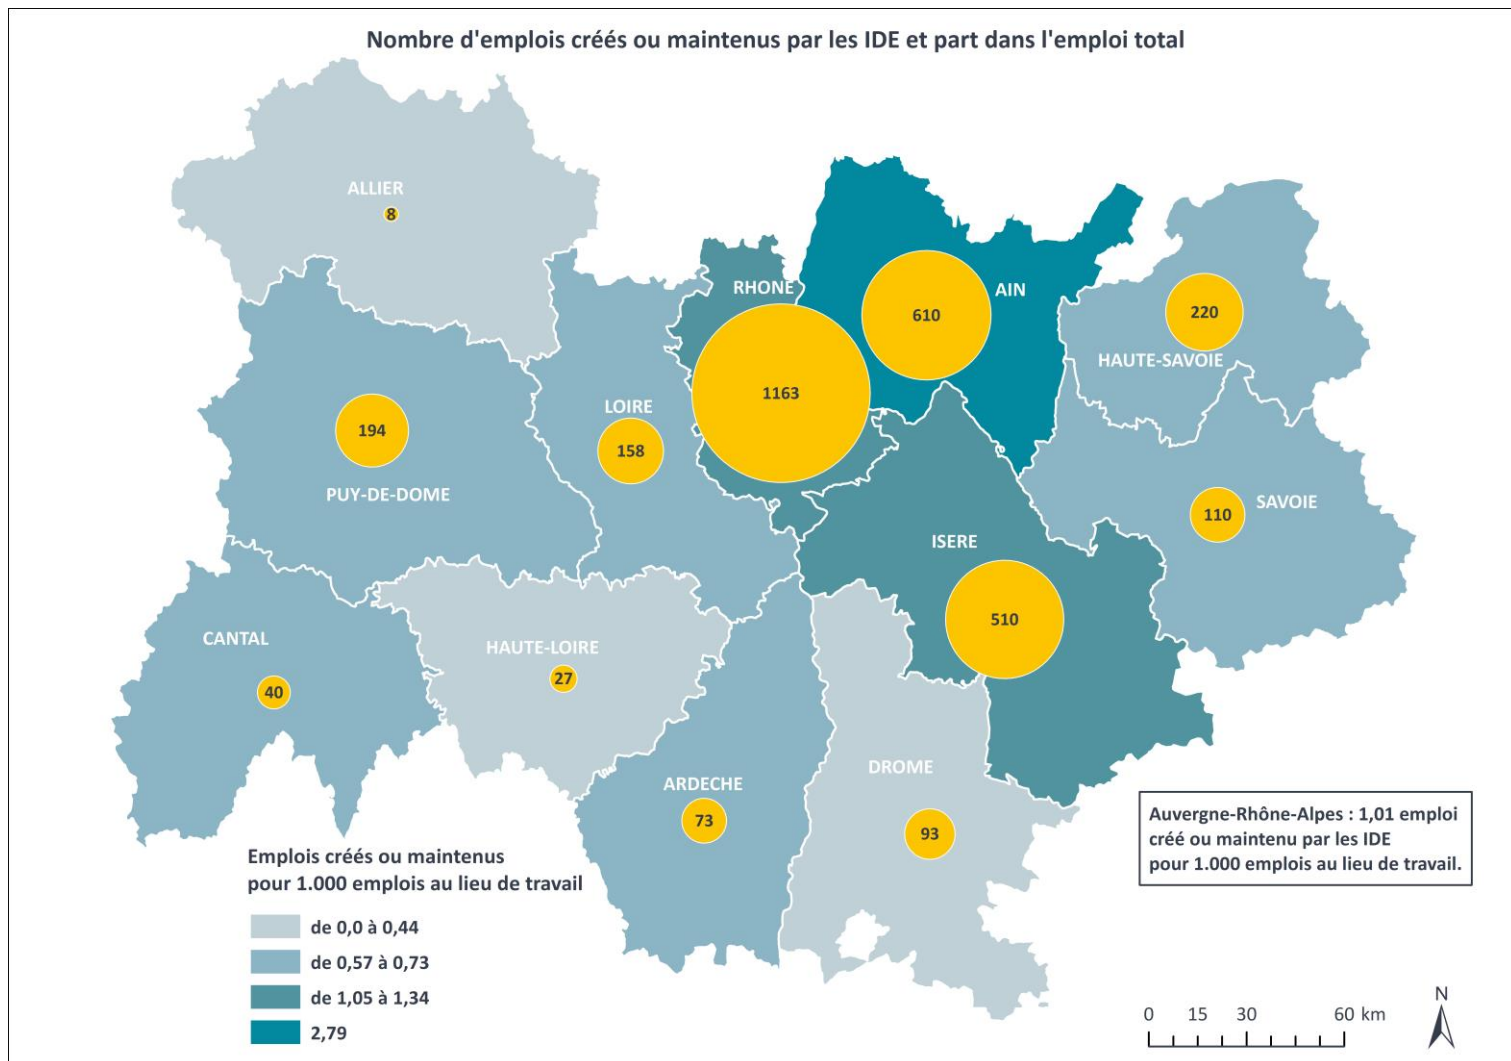 Nombre d'emplois créés ou maintenus par les IDE et part dans l'emploi total
ALLIER
8
RHONE
AIN
610
220
HAUTE-SAVOIE
1163
LOIRE
158
194
PUY-DE-DOME
SAVOIE
110
ISERE
510
CANTAL
40
HAUTE-LOIRE
27
ARDECHE
73
DROME
93
Auvergne-Rhône-Alpes : 1,01 emploi
créé ou maintenu par les IDE
pour 1.000 emplois au lieu de travail.
Emplois créés ou maintenus
pour 1.000 emplois au lieu de travail
de 0,0 à 0,44
de 0,57 à 0,73
de 1,05 à 1,34
2,79
0 15 30 60 km
N